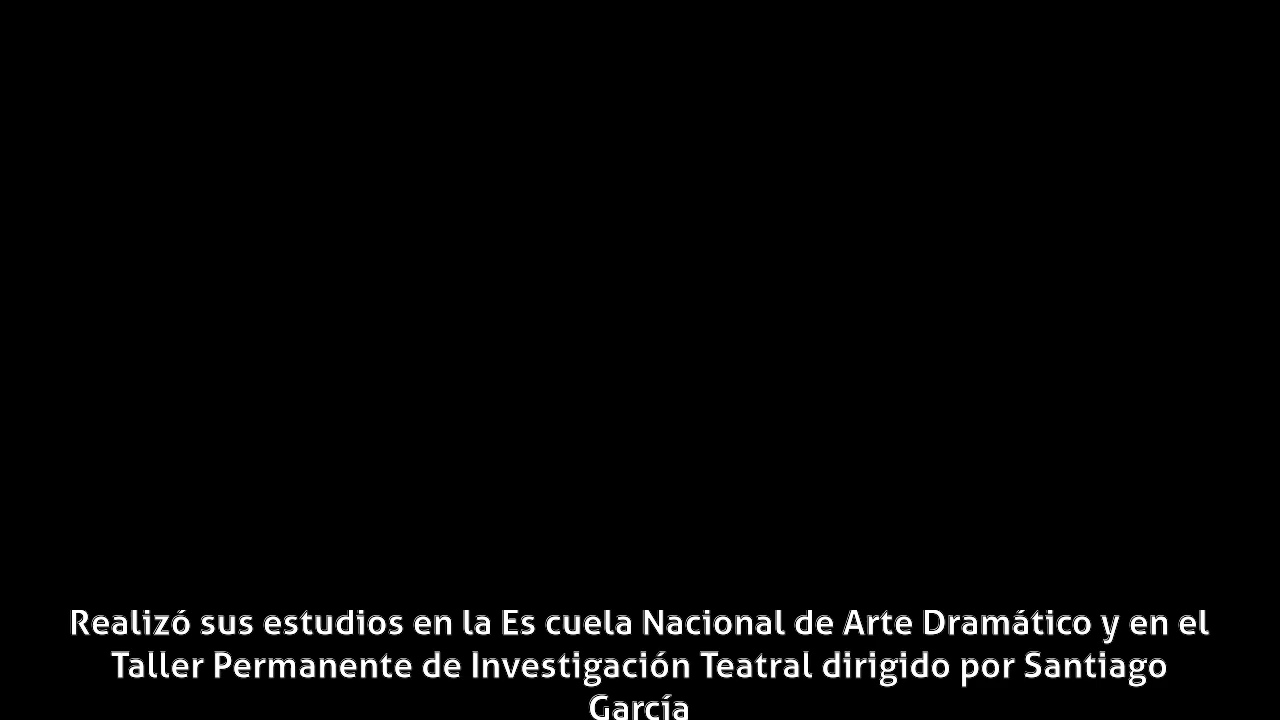 Realizó sus estudios en la Es cuela Nacional de Arte Dramático y en el
Taller Permanente de Investigación Teatral dirigido por Santiago
García